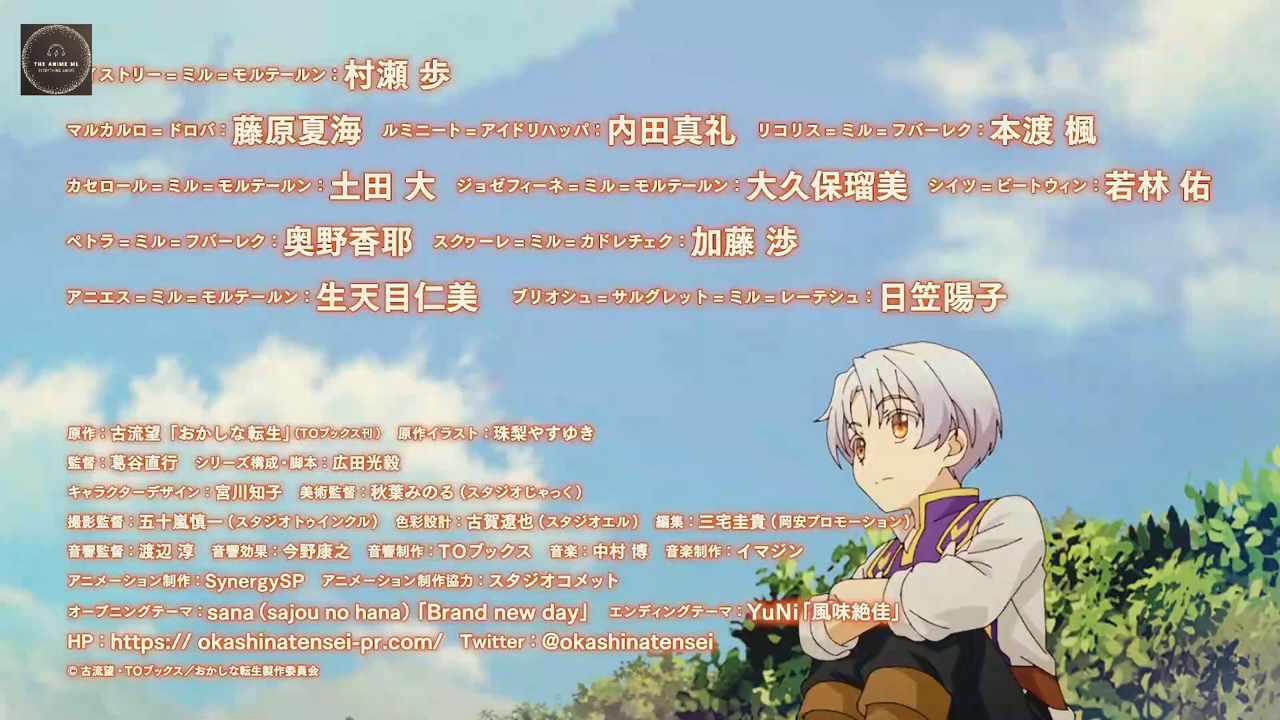 THE ANIME ML
EVERYTHING ANIME
イストリー=ミル=モルテールン:村瀬 歩
マルカルロ=ドロバ:藤原夏海 ルミニート=アイドリハッパ:内田真礼 リコリス=ミル=フバーレク:本渡 楓
カセロール=ミル=モルテールン:土田 大 ジョゼフィーネ=ミル=モルテールン:大久保瑠美 シイツ=ビートウィン:若林 佑
ペトラ=ミル=フバーレク:奥野香耶 スクヮーレ=ミル=カドレチェク:加藤 渉
アニエス=ミル=モルテールン:生天目仁美 ブリオシュ=サルグレット=ミル=レーテシュ:日笠陽子
原作:古流望「おかしな転生」(TOブックス刊) 原作イラスト:珠梨やすゆき
監督:葛谷直行 シリーズ構成・脚本:広田光毅
キャラクターデザイン:宮川知子 美術監督:秋葉みのる(スタジオじゃっく)
撮影監督:五十嵐慎一(スタジオトゥインクル) 色彩設計:古賀遼也(スタジオエル) 編集:三宅圭貴(岡安プロモーション)
音響監督:渡辺 淳 音響効果:今野康之 音響制作:TOブックス 音楽:中村 博 音楽制作:イマジン
アニメーション制作:SynergySP アニメーション制作協力:スタジオコメット
オープニングテーマ:sana(sajou no hana)「Brand new day」 エンディングテーマ:YuNi「風味絶佳」
HP:https:// okashinatensei-pr.com/ Twitter:@okashinatensei
©古流望・TOブックス/おかしな転生製作委員会